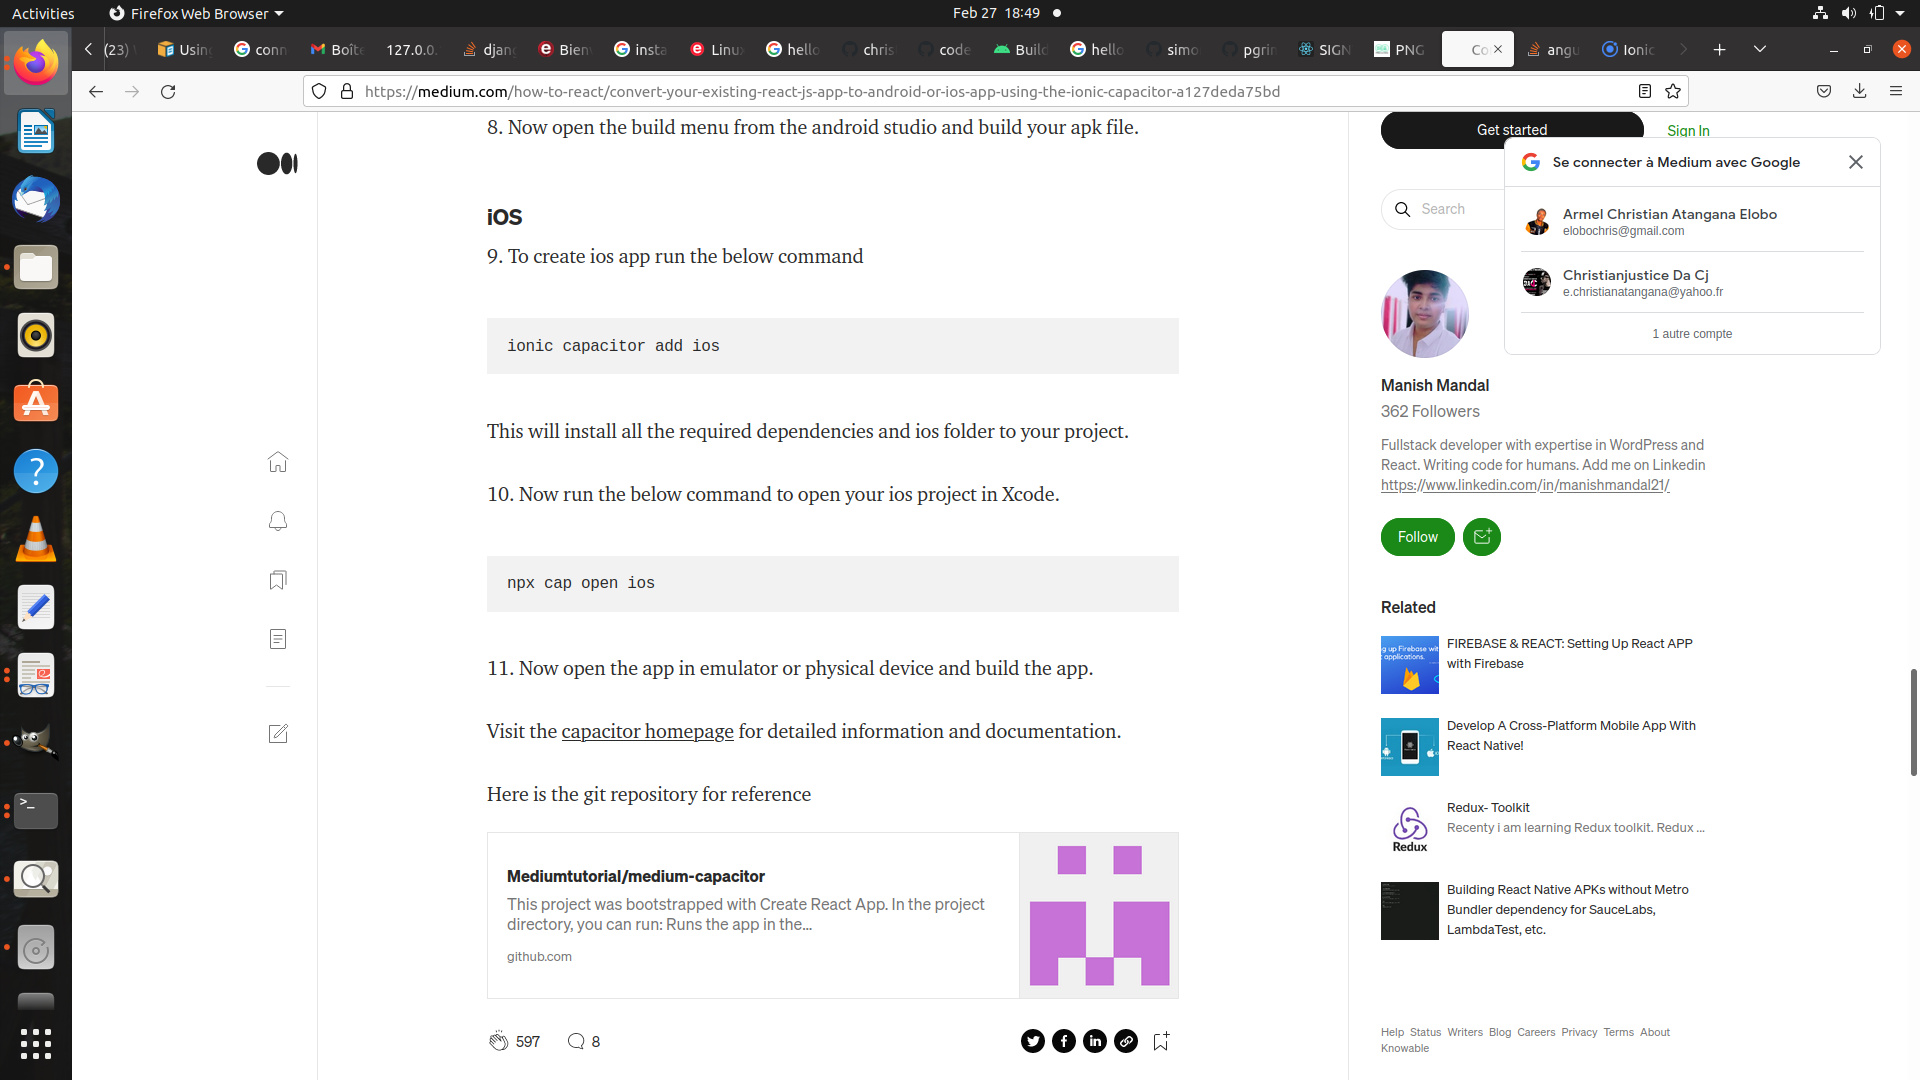 Activities
Firefox Web Browser
Feb 27 18:49
(23)
Using
conn
Boîte
127.0.0.
djan
Bien
insta
Linu
hello
chris
code
Build
hello
simo
pgrin
SIGN
PNG
Co
angu
Ionic
https://medium.com/how-to-react/convert-your-existing-react-js-app-to-android-or-ios-app-using-the-ionic-capacitor-a127deda75bd
8. Now open the build menu from the android studio and build your apk file.
iOS
9. To create ios app run the below command
ionic capacitor add ios
This will install all the required dependencies and ios folder to your project.
10. Now run the below command to open your ios project in Xcode.
npx cap open ios
11. Now open the app in emulator or physical device and build the app.
Visit the capacitor homepage for detailed information and documentation.
Here is the git repository for reference
Mediumtutorial/medium-capacitor
This project was bootstrapped with Create React App. In the project
directory, you can run: Runs the app in the...
github.com
597
8
Get started
Sign In
Search
Se connecter à Medium avec Google
Armel Christian Atangana Elobo
elobochris@gmail.com
Christianjustice Da Cj
e.christianatangana@yahoo.fr
1 autre compte
Manish Mandal
362 Followers
Fullstack developer with expertise in WordPress and
React. Writing code for humans. Add me on Linkedin
https://www.linkedin.com/in/manishmandal21/
Follow
Related
FIREBASE & REACT: Setting Up React APP
with Firebase
Develop A Cross-Platform Mobile App With
React Native!
Redux- Toolkit
Recenty i am learning Redux toolkit. Redux ...
Redux
Building React Native APKs without Metro
Bundler dependency for SauceLabs,
LambdaTest, etc.
Help Status Writers Blog Careers Privacy Terms About
Knowable